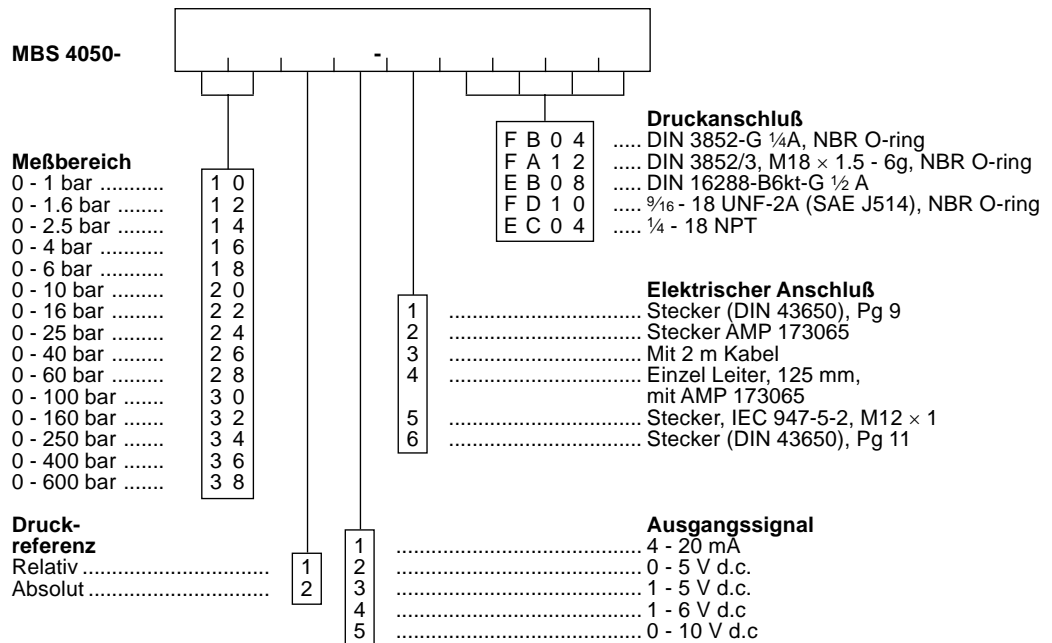 MBS 4050-
-
Druckanschluß
F B 0 4 ..... DIN 3852-G ¼A, NBR O-ring
F A 1 2 ..... DIN 3852/3, M18 × 1.5 - 6g, NBR O-ring
E B 0 8 ..... DIN 16288-B6kt-G ½ A
F D 1 0 ..... 9⁄16 - 18 UNF-2A (SAE J514), NBR O-ring
E C 0 4 ..... ¼ - 18 NPT
Meßbereich
0 - 1 bar ........... 1 0
0 - 1.6 bar ........ 1 2
0 - 2.5 bar ........ 1 4
0 - 4 bar ........... 1 6
0 - 6 bar ........... 1 8
0 - 10 bar ......... 2 0
0 - 16 bar ......... 2 2
0 - 25 bar ......... 2 4
0 - 40 bar ......... 2 6
0 - 60 bar ......... 2 8
0 - 100 bar ....... 3 0
0 - 160 bar ....... 3 2
0 - 250 bar ....... 3 4
0 - 400 bar ....... 3 6
0 - 600 bar ....... 3 8
Elektrischer Anschluß
1 ..................................... Stecker (DIN 43650), Pg 9
2 ..................................... Stecker AMP 173065
3 ..................................... Mit 2 m Kabel
4 ..................................... Einzel Leiter, 125 mm,
mit AMP 173065
5 ..................................... Stecker, IEC 947-5-2, M12 × 1
6 ..................................... Stecker (DIN 43650), Pg 11
Druck-
referenz
Relativ ................................... 1
Absolut .................................. 2
Ausgangssignal
1 ............................................... 4 - 20 mA
2 ............................................... 0 - 5 V d.c.
3 ............................................... 1 - 5 V d.c.
4 ............................................... 1 - 6 V d.c
5 ............................................... 0 - 10 V d.c